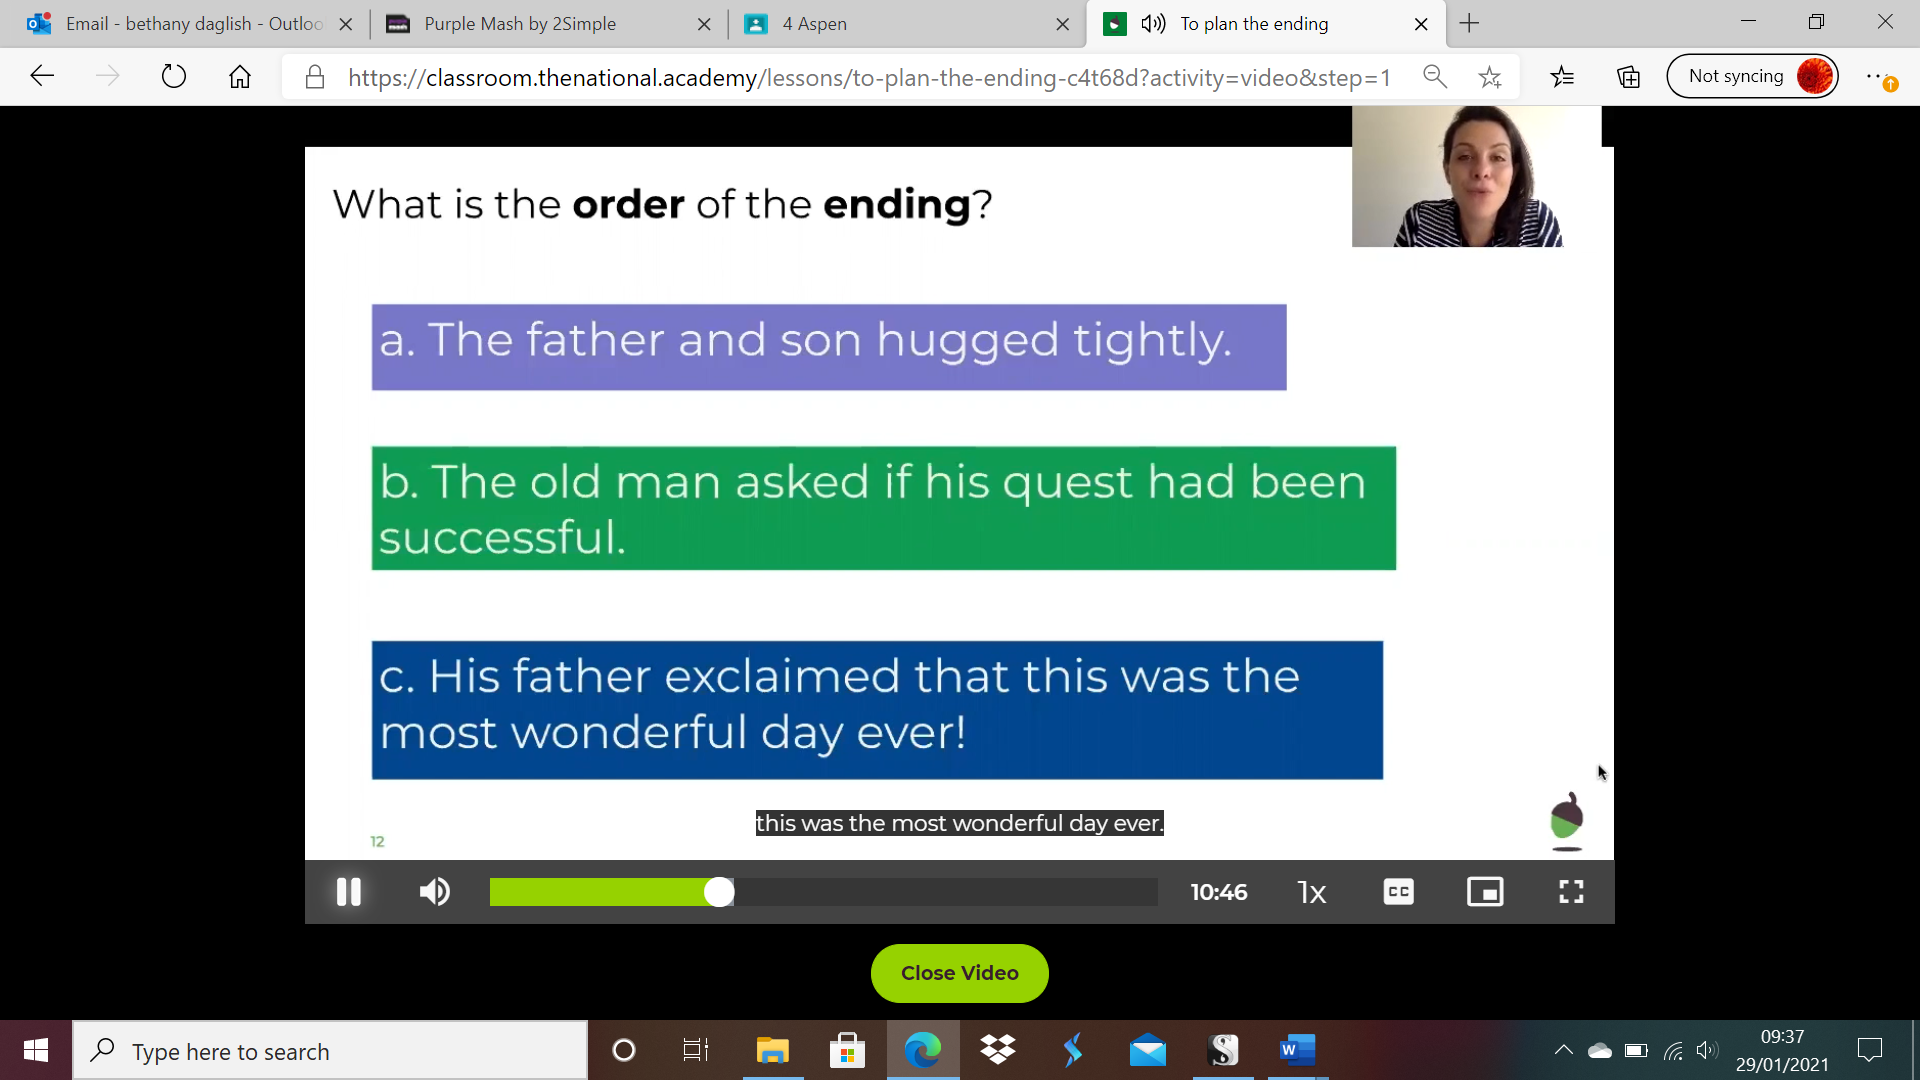 Email - bethany daglish - Outloo
Purple Mash by 2Simple
4 Aspen
To plan the ending
https://classroom.thenational.academy/lessons/to-plan-the-ending-c4t68d?activity=video&step=1
Not syncing
What is the order of the ending?
a. The father and son hugged tightly.
b. The old man asked if his quest had been
successful.
c. His father exclaimed that this was the
most wonderful day ever!
this was the most wonderful day ever.
12
10:46
1x
CC
Close Video
Type here to search
W
09:37
29/01/2021